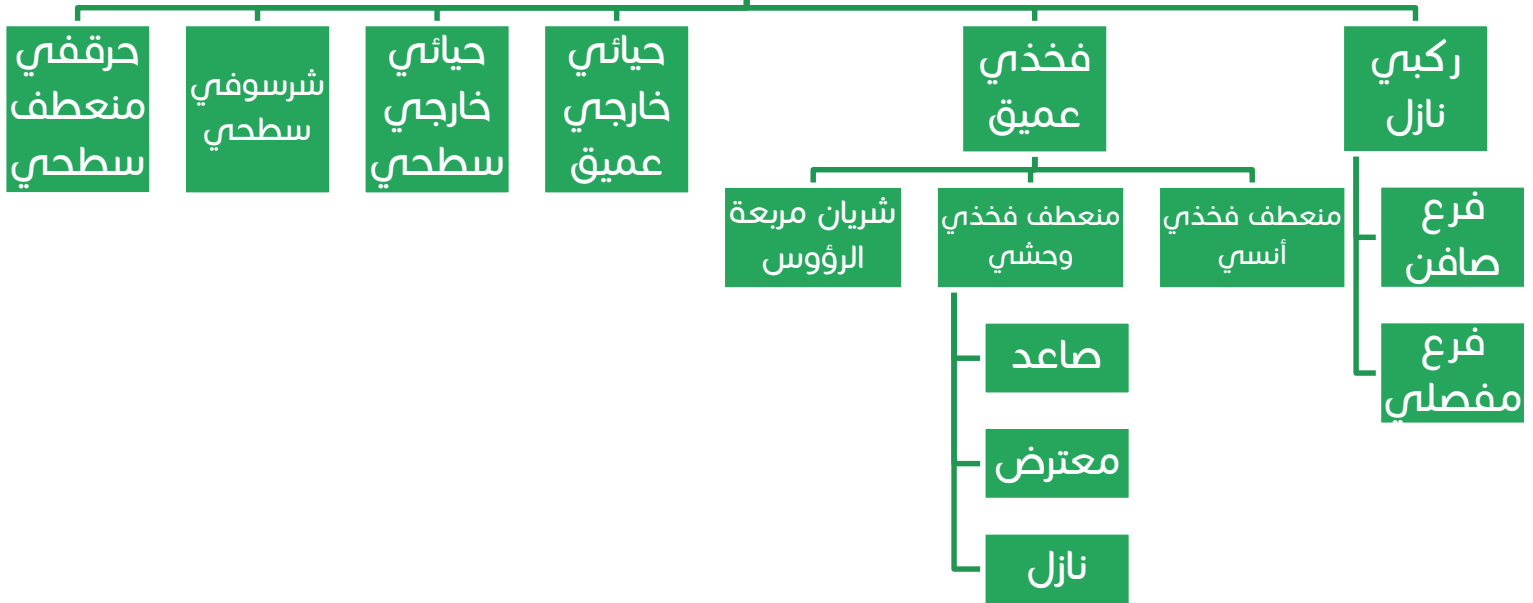 ركبي
نازل
فخذي
عميق
حيائي
خارجي
عميق
حيائي
خارجي
سطحي
شرسوفي
سطحي
حرقفي
منعطف
سطحي
فرع
صافن
فرع
مفصلي
منعطف فخذي
أنسي
منعطف فخذي
وحشي
شريان مربعة
الرؤوس
صاعد
معترض
نازل